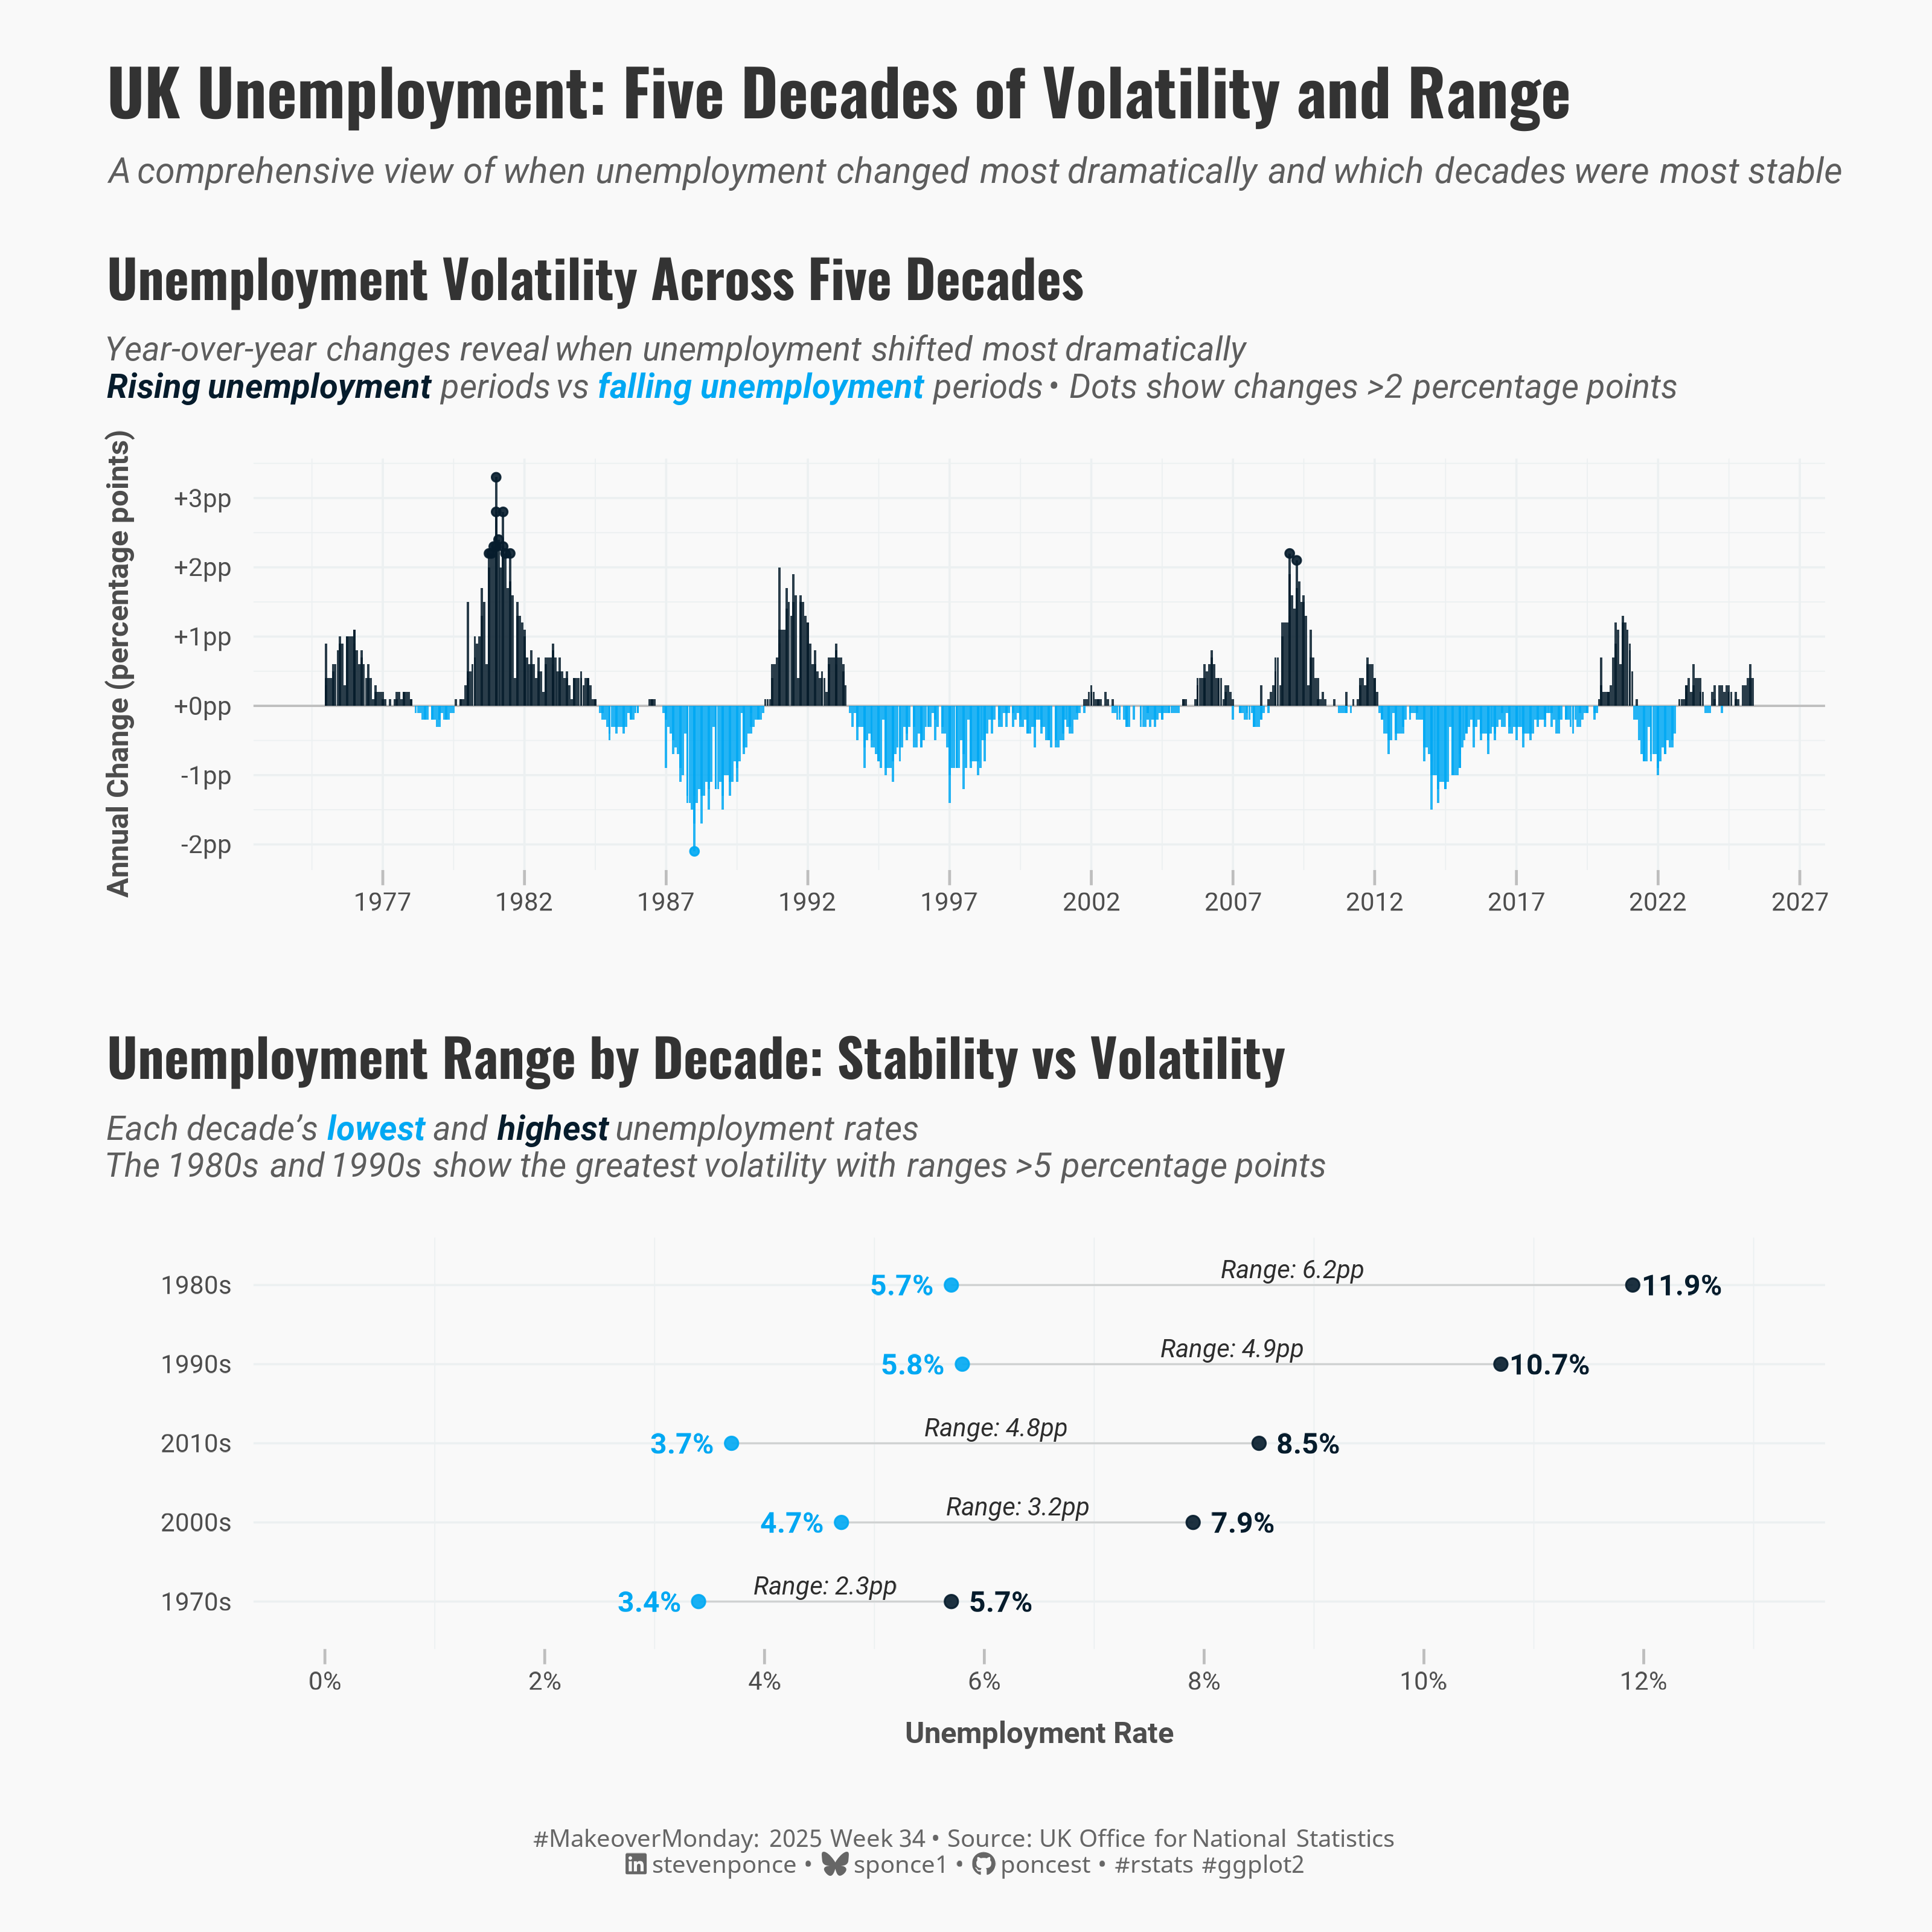 UK Unemployment: Five Decades of Volatility and Range
A comprehensive view of when unemployment changed most dramatically and which decades were most stable
Unemployment Volatility Across Five Decades
Year-over-year changes reveal when unemployment shifted most dramatically
Rising unemployment periods vs falling unemployment periods • Dots show changes >2 percentage points
Annual Change (percentage points)
+3pp
+2pp
+1pp
+0pp
-1pp
-2pp
1977 1982 1987 1992 1997 2002 2007 2012 2017 2022 2027
Unemployment Range by Decade: Stability vs Volatility
Each decade’s lowest and highest unemployment rates
The 1980s and 1990s show the greatest volatility with ranges >5 percentage points
1980s 5.7% Range: 6.2pp 11.9%
1990s 5.8% Range: 4.9pp 10.7%
2010s 3.7% Range: 4.8pp 8.5%
2000s 4.7% Range: 3.2pp 7.9%
1970s 3.4% Range: 2.3pp 5.7%
0% 2% 4% 6% 8% 10% 12%
Unemployment Rate
#MakeoverMonday: 2025 Week 34 • Source: UK Office for National Statistics
stevenponce • sponce1 • poncest • #rstats #ggplot2